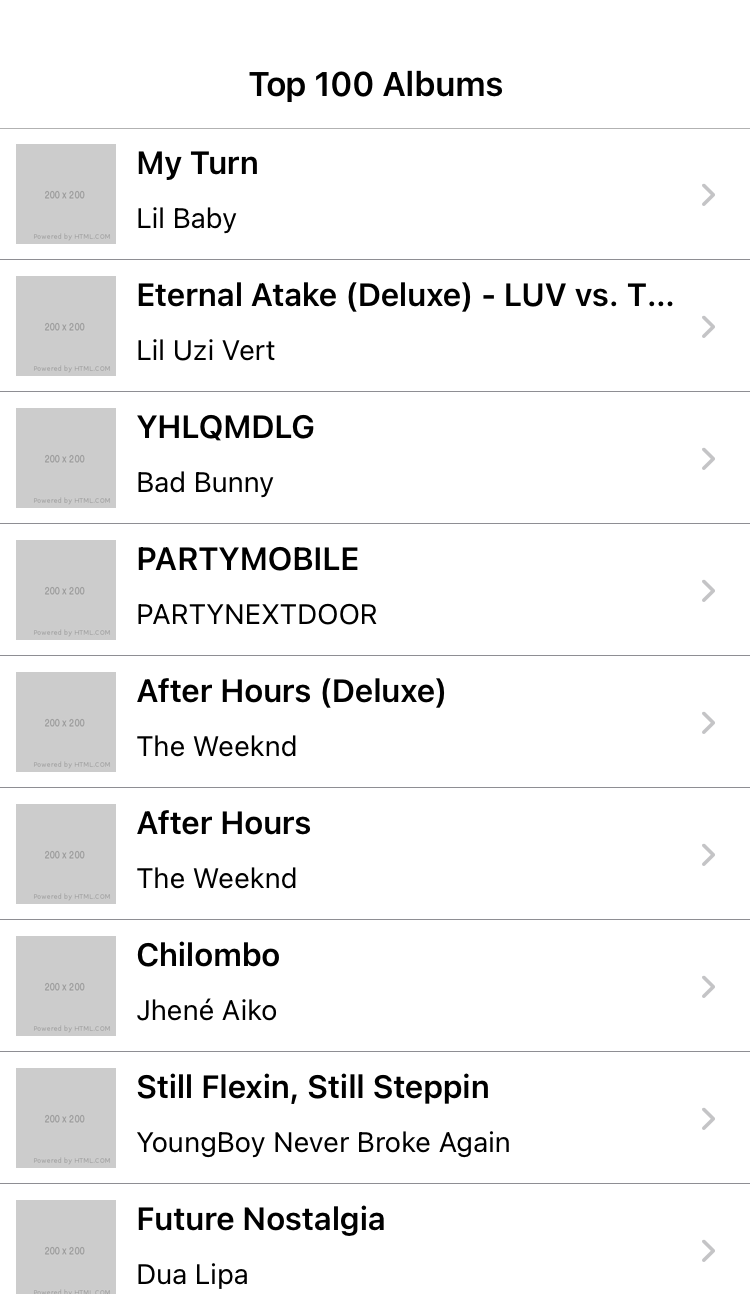 Top 100 Albums
200 x 200
Powered by HTML.COM
My Turn
Lil Baby
200 x 200
Powered by HTML.COM
Eternal Atake (Deluxe) - LUV vs. T...
Lil Uzi Vert
200 x 200
Powered by HTML.COM
YHLQMDLG
Bad Bunny
200 x 200
Powered by HTML.COM
PARTYMOBILE
PARTYNEXTDOOR
200 x 200
Powered by HTML.COM
After Hours (Deluxe)
The Weeknd
200 x 200
Powered by HTML.COM
After Hours
The Weeknd
200 x 200
Powered by HTML.COM
Chilombo
Jhené Aiko
200 x 200
Powered by HTML.COM
Still Flexin, Still Steppin
YoungBoy Never Broke Again
200 x 200
Powered by HTML.COM
Future Nostalgia
Dua Lipa